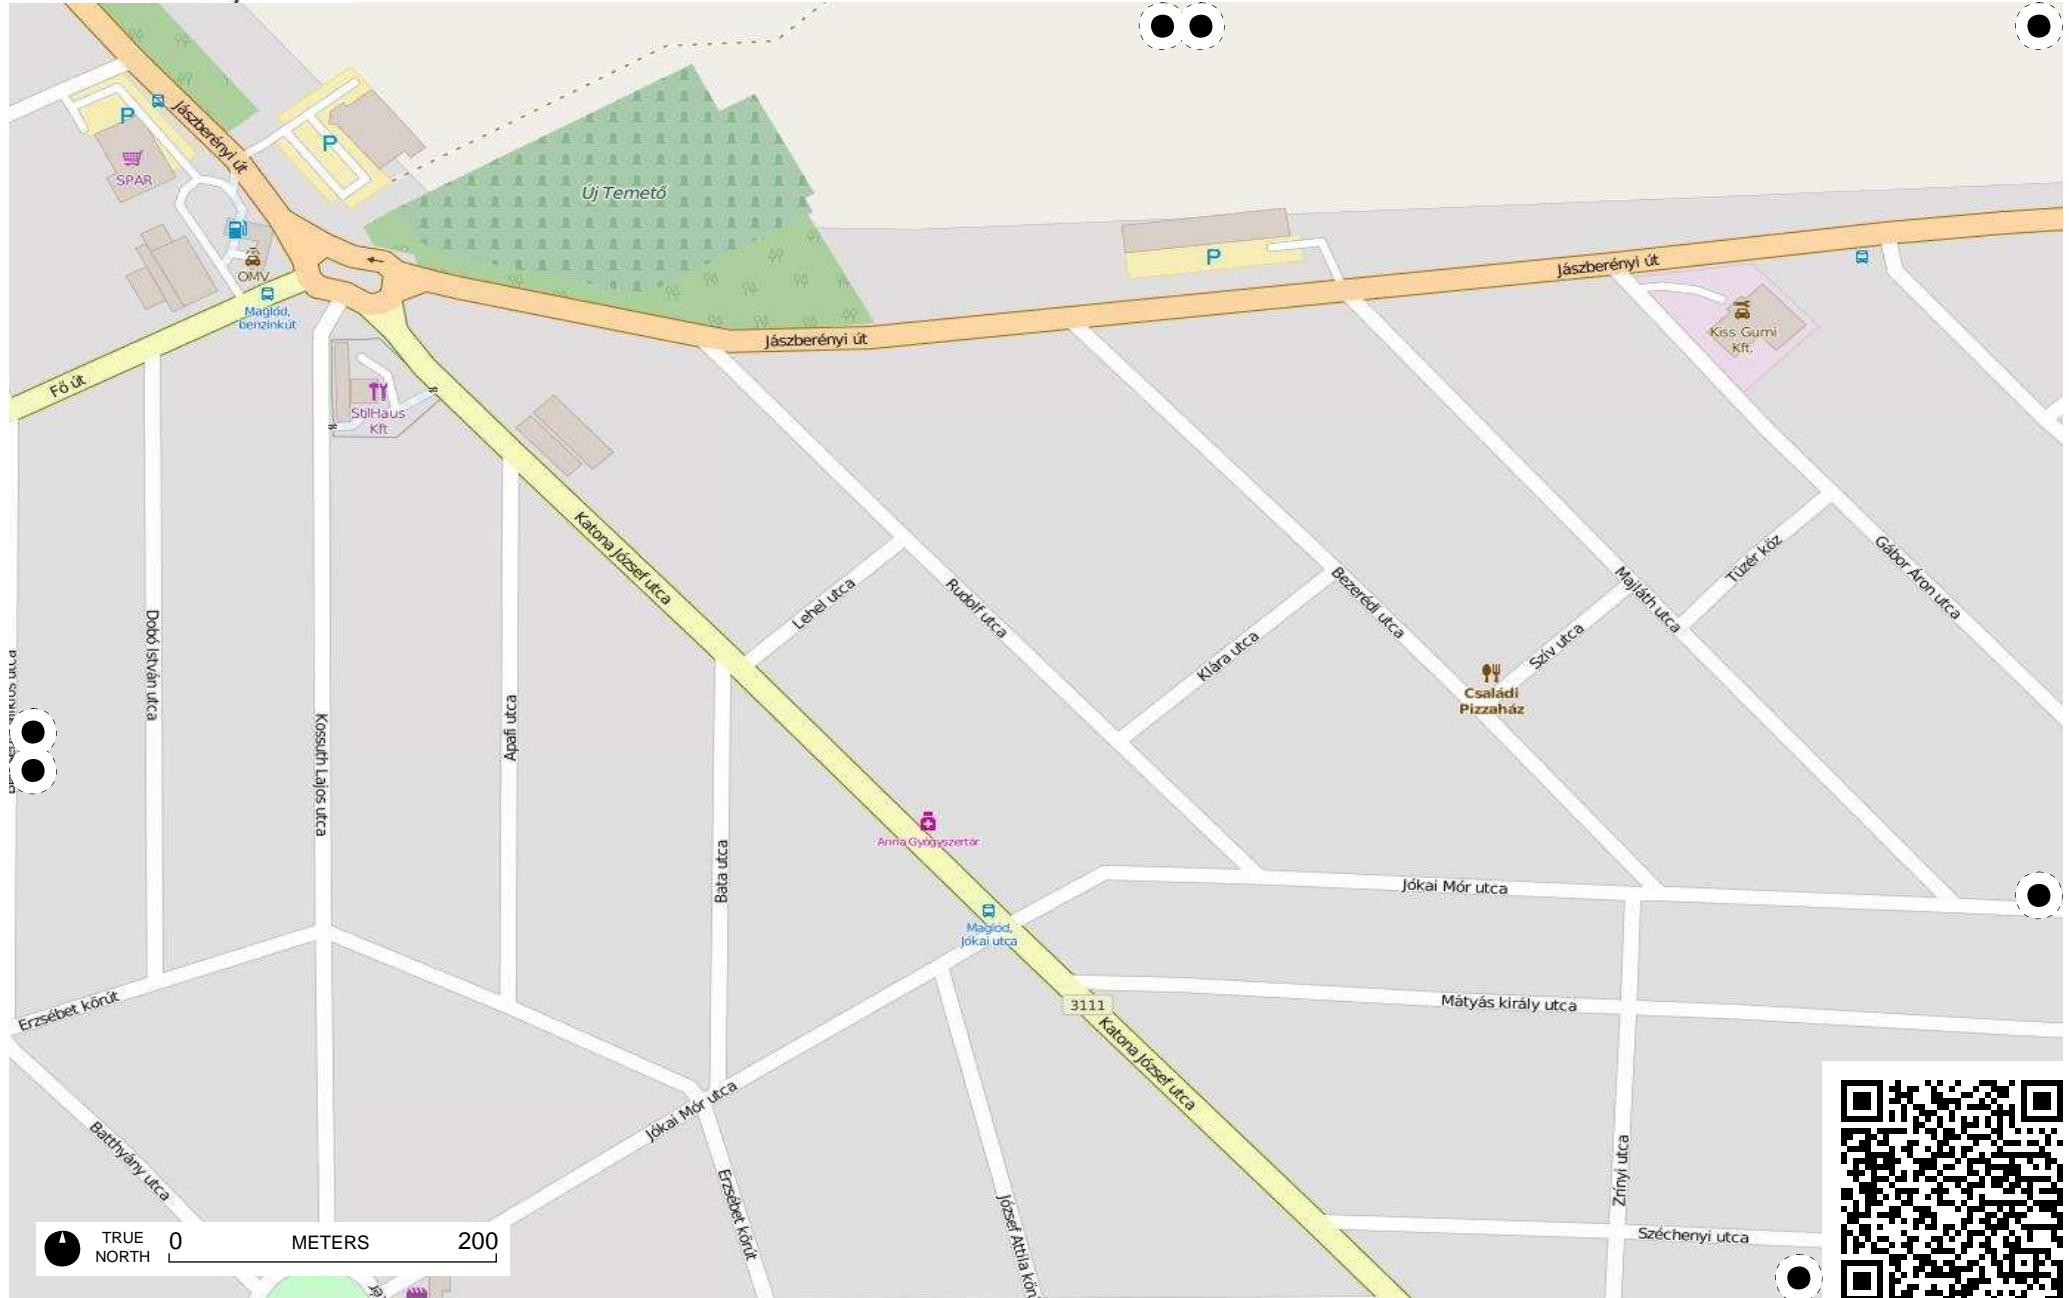 P
Jászberényi út
P
SPAR
Új Temető
OMV
P
Jászberényi út
Maglód,
benzinkút
Jászberényi út
Kiss Gumi
Kft.
Fő út
StilHaus
Kft
Katona József utca
Lehel utca
Rudolf utca
Bezerédi utca
Majláth utca
Tüzér köz
Gábor Áron utca
Dobó István utca
Klára utca
Szív utca
Családi
Pizzaház
Kossuth Lajos utca
Apafi utca
Anna Gyógyszertár
Bata utca
Jókai Mór utca
Maglód,
Jókai utca
Erzsébet körút
3111
Mátyás király utca
Katona József utca
Jókai Mór utca
Batthyány utca
Erzsébet körút
József Attila
Zrínyi utca
Széchenyi utca
TRUE
NORTH
0 METERS 200